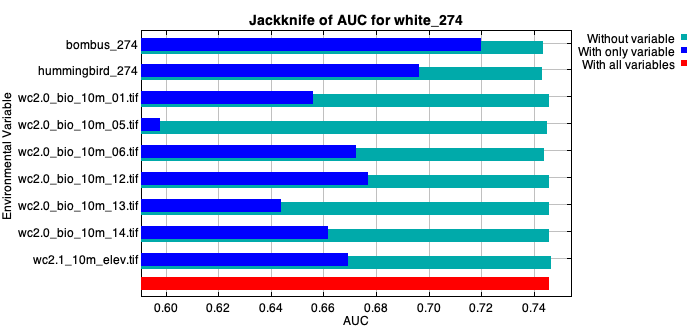 Jackknife of AUC for white_274
Without variable
With only variable
With all variables
Environmental Variable
bombus_274
hummingbird_274
wc2.0_bio_10m_01.tif
wc2.0_bio_10m_05.tif
wc2.0_bio_10m_06.tif
wc2.0_bio_10m_12.tif
wc2.0_bio_10m_13.tif
wc2.0_bio_10m_14.tif
wc2.1_10m_elev.tif
0.60 0.62 0.64 0.66 0.68 0.70 0.72 0.74
AUC